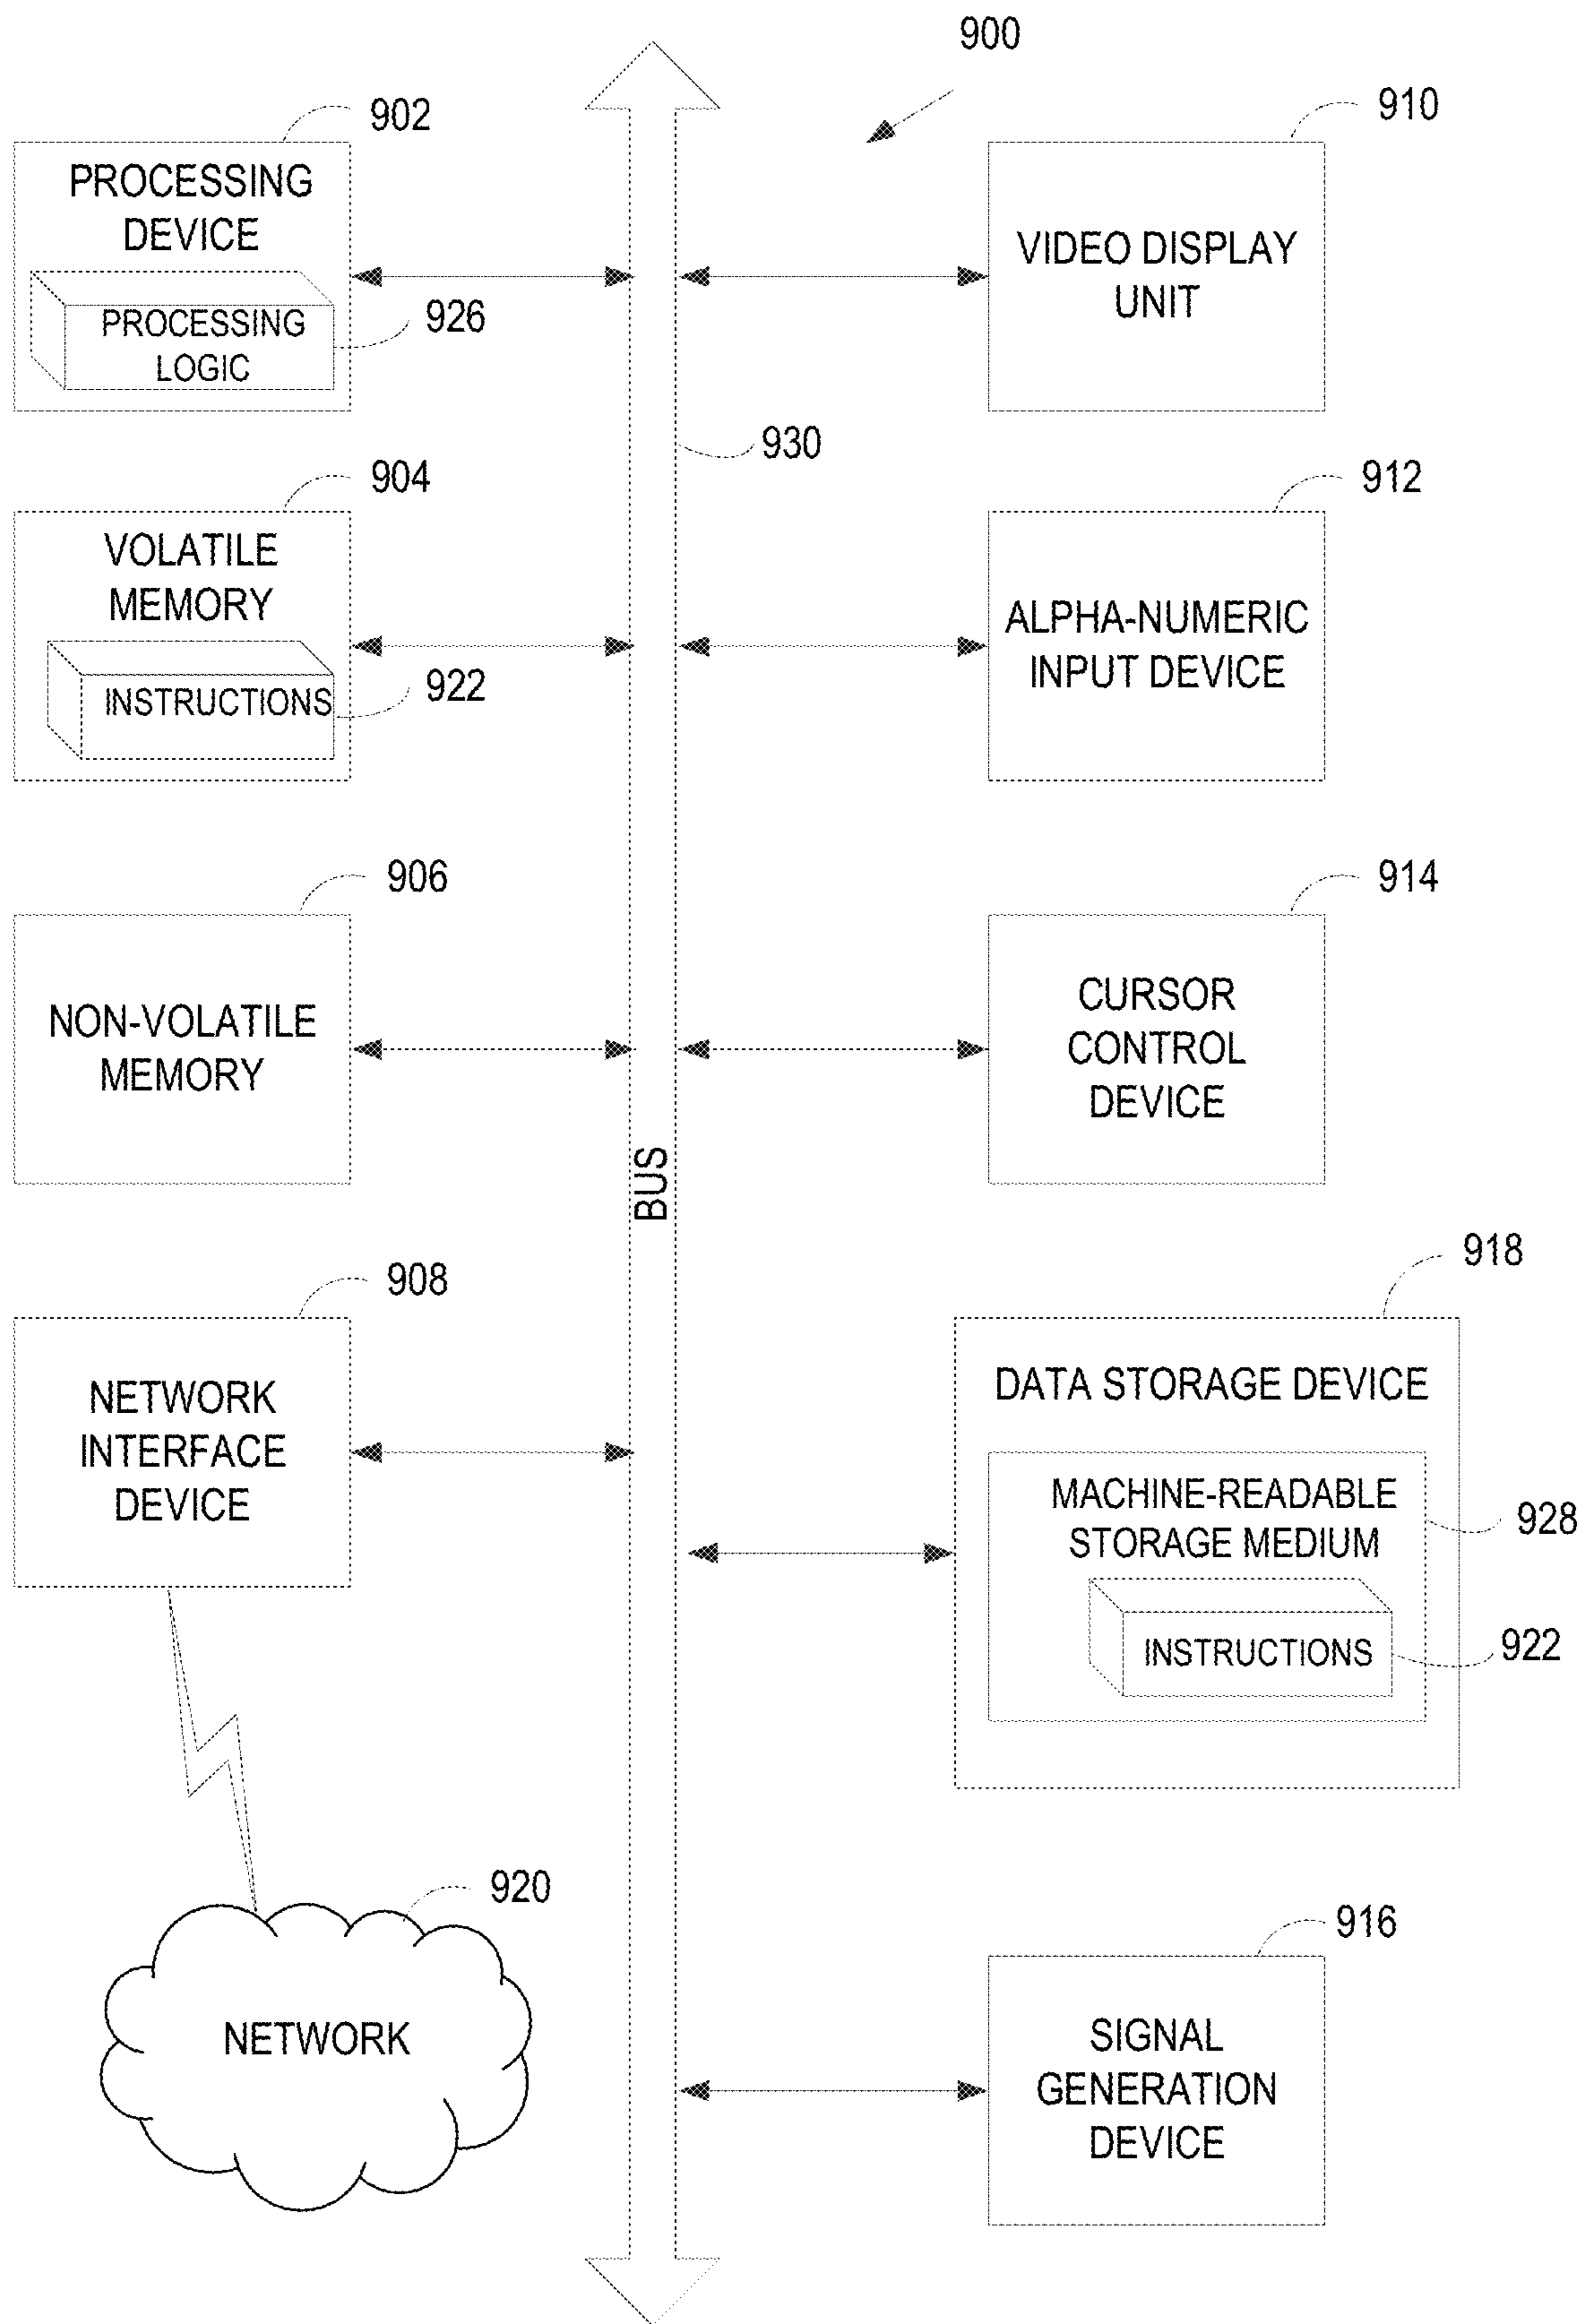 900
902
PROCESSING
DEVICE
PROCESSING
LOGIC
926
910
VIDEO DISPLAY
UNIT
930
904
VOLATILE
MEMORY
INSTRUCTIONS
922
912
ALPHA-NUMERIC
INPUT DEVICE
906
NON-VOLATILE
MEMORY
914
CURSOR
CONTROL
DEVICE
BUS
908
NETWORK
INTERFACE
DEVICE
918
DATA STORAGE DEVICE
MACHINE-READABLE
STORAGE MEDIUM
928
INSTRUCTIONS
922
920
NETWORK
916
SIGNAL
GENERATION
DEVICE